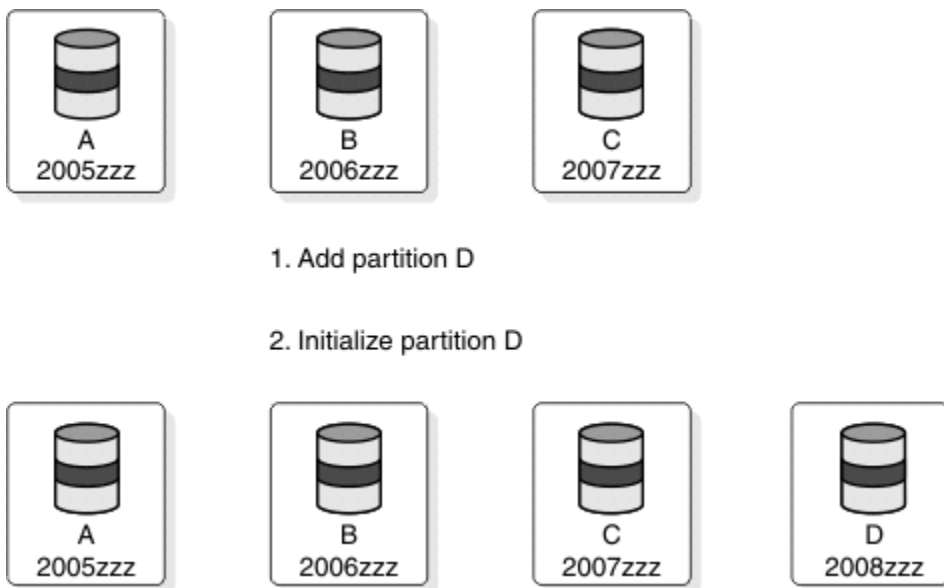 A
2005zzz
B
2006zzz
C
2007zzz
1. Add partition D
2. Initialize partition D
A
2005zzz
B
2006zzz
C
2007zzz
D
2008zzz